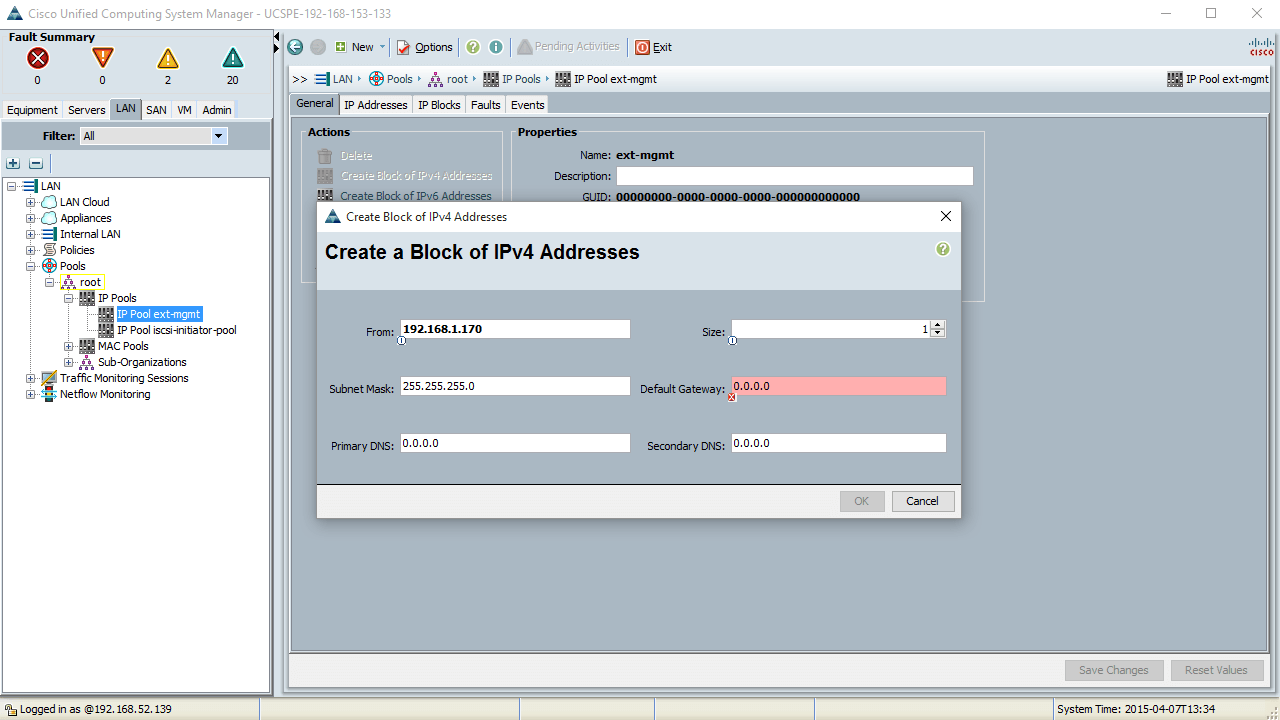 Cisco Unified Computing System Manager - UCSPE-192-168-153-133
Fault Summary
0 0 2 20
New Options Pending Activities Exit
CISCO
>> LAN Pools root IP Pools IP Pool ext-mgmt IP Pool ext-mgmt
Equipment Servers LAN SAN VM Admin
General IP Addresses IP Blocks Faults Events
Filter: All
LAN
LAN Cloud
Appliances
Internal LAN
Policies
Pools
root
IP Pools
IP Pool ext-mgmt
IP Pool iscsi-initiator-pool
MAC Pools
Sub-Organizations
Traffic Monitoring Sessions
Netflow Monitoring
Actions
Delete
Create Block of IPv4 Addresses
Create Block of IPv6 Addresses
Properties
Name: ext-mgmt
Description:
GUID: 00000000-0000-0000-0000-000000000000
Create Block of IPv4 Addresses
Create a Block of IPv4 Addresses
From: 192.168.1.170 Size: 1
Subnet Mask: 255.255.255.0 Default Gateway: 0.0.0.0
Primary DNS: 0.0.0.0 Secondary DNS: 0.0.0.0
OK Cancel
Save Changes Reset Values
Logged in as @192.168.52.139 System Time: 2015-04-07T13:34